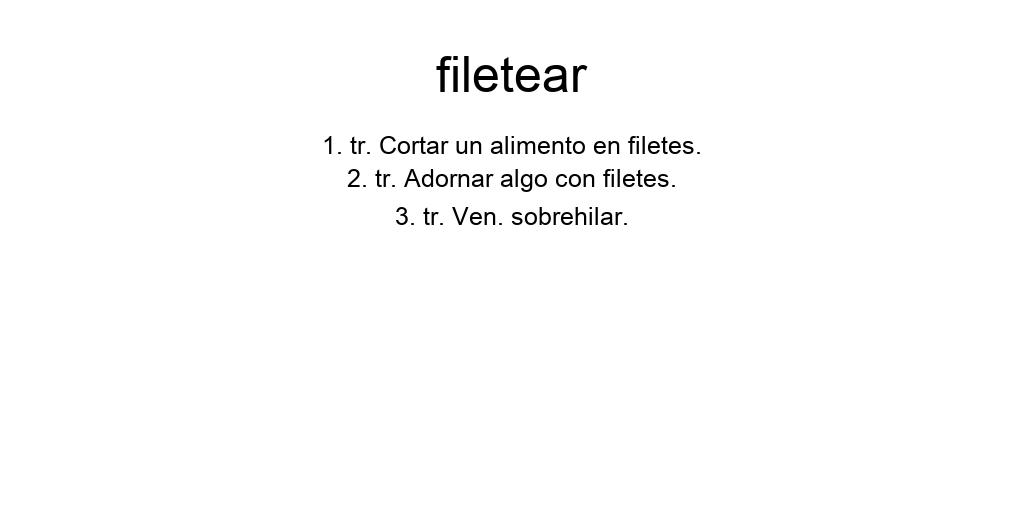 filetear
1. tr. Cortar un alimento en filetes.
2. tr. Adornar algo con filetes.
3. tr. Ven. sobrehilar.